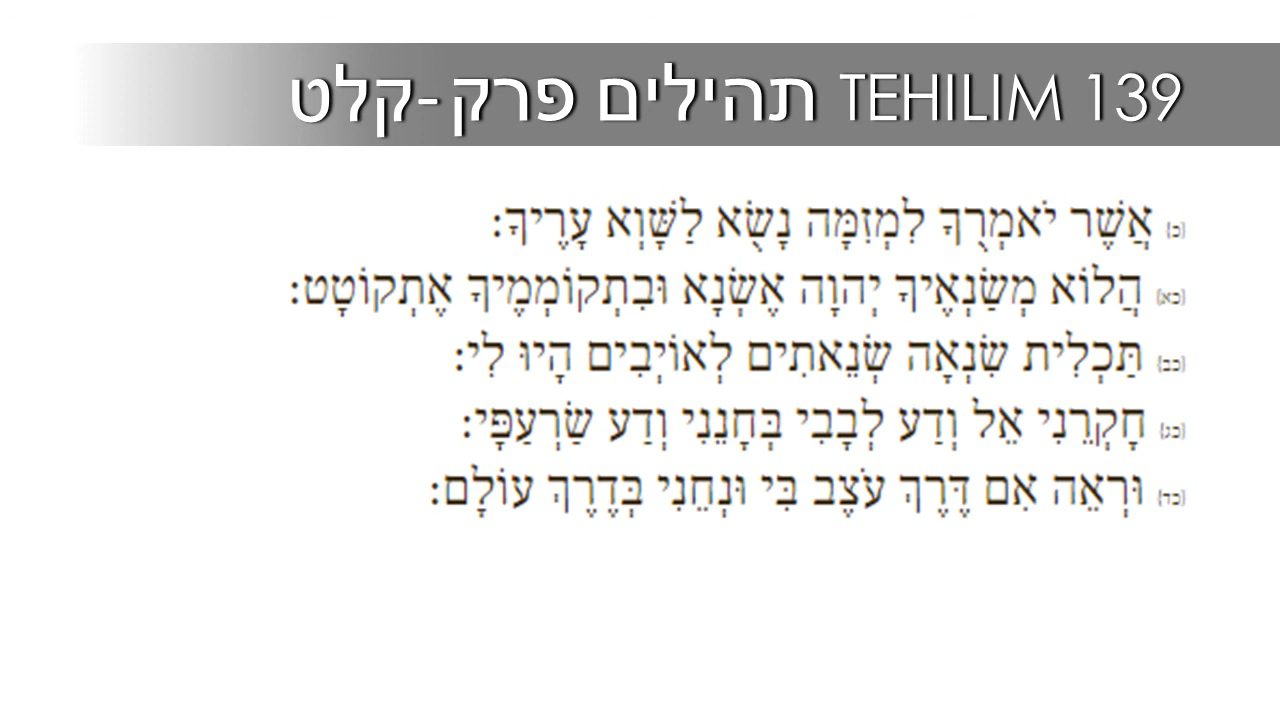 תהילים פרק -קלט TEHILIM 139
(כ) אֲשֶׁר יֹאמְרֻךָ לִמְזִמָּה נָשֻׂא לַשָּׁוְא עָרֶיךָ:
(כא) הֲלוֹא מְשַׂנְאֶיךָ יְהוָה אֶשְׂנָא וּבִתְקוֹמְמֶיךָ אֶתְקוֹטָט:
(כב) תַּכְלִית שִׂנְאָה שְׂנֵאתִים לְאוֹיְבִים הָיוּ לִי:
(כג) חָקְרֵנִי אֵל וְדַע לְבָבִי בְּחָנֵנִי וְדַע שַׂרְעַפָּי:
(כד) וּרְאֵה אִם דֶּרֶךְ עֹצֶב בִּי וּנְחֵנִי בְּדֶרֶךְ עוֹלָם: